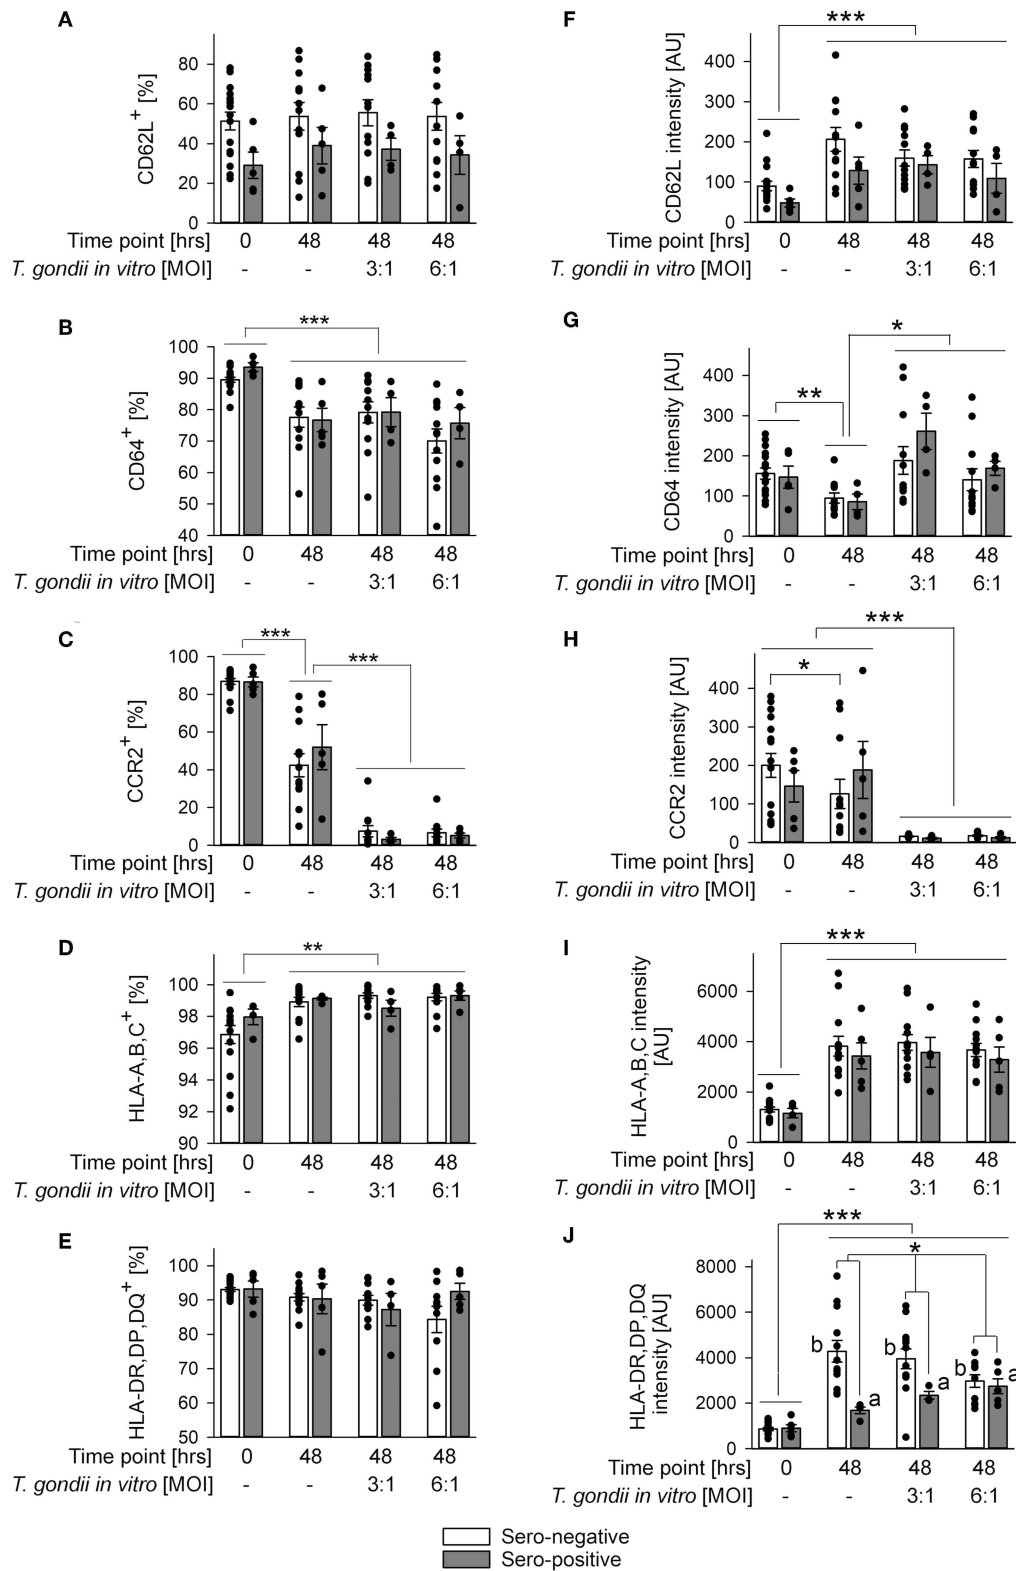 A
CD62L+ [%]
80
60
40
20
0
Time point [hrs] 0 48 48 48
T. gondii in vitro [MOI] - - 3:1 6:1
B
***
CD64+ [%]
100
90
80
70
60
50
40
Time point [hrs] 0 48 48 48
T. gondii in vitro [MOI] - - 3:1 6:1
C
***
***
CCR2+ [%]
100
80
60
40
20
0
Time point [hrs] 0 48 48 48
T. gondii in vitro [MOI] - - 3:1 6:1
D
**
HLA-A,B,C+ [%]
100
98
96
94
92
90
Time point [hrs] 0 48 48 48
T. gondii in vitro [MOI] - - 3:1 6:1
E
HLA-DR,DP,DQ+ [%]
100
90
80
70
60
50
Time point [hrs] 0 48 48 48
T. gondii in vitro [MOI] - - 3:1 6:1
F
***
CD62L intensity [AU]
400
300
200
100
0
Time point [hrs] 0 48 48 48
T. gondii in vitro [MOI] - - 3:1 6:1
G
*
**
CD64 intensity [AU]
400
300
200
100
0
Time point [hrs] 0 48 48 48
T. gondii in vitro [MOI] - - 3:1 6:1
H
***
*
CCR2 intensity [AU]
400
300
200
100
0
Time point [hrs] 0 48 48 48
T. gondii in vitro [MOI] - - 3:1 6:1
I
***
HLA-A,B,C intensity
[AU]
6000
4000
2000
0
Time point [hrs] 0 48 48 48
T. gondii in vitro [MOI] - - 3:1 6:1
J
***
*
HLA-DR,DP,DQ
intensity [AU]
8000
6000
4000
2000
0
b a b a b a
Time point [hrs] 0 48 48 48
T. gondii in vitro [MOI] - - 3:1 6:1
Sero-negative
Sero-positive